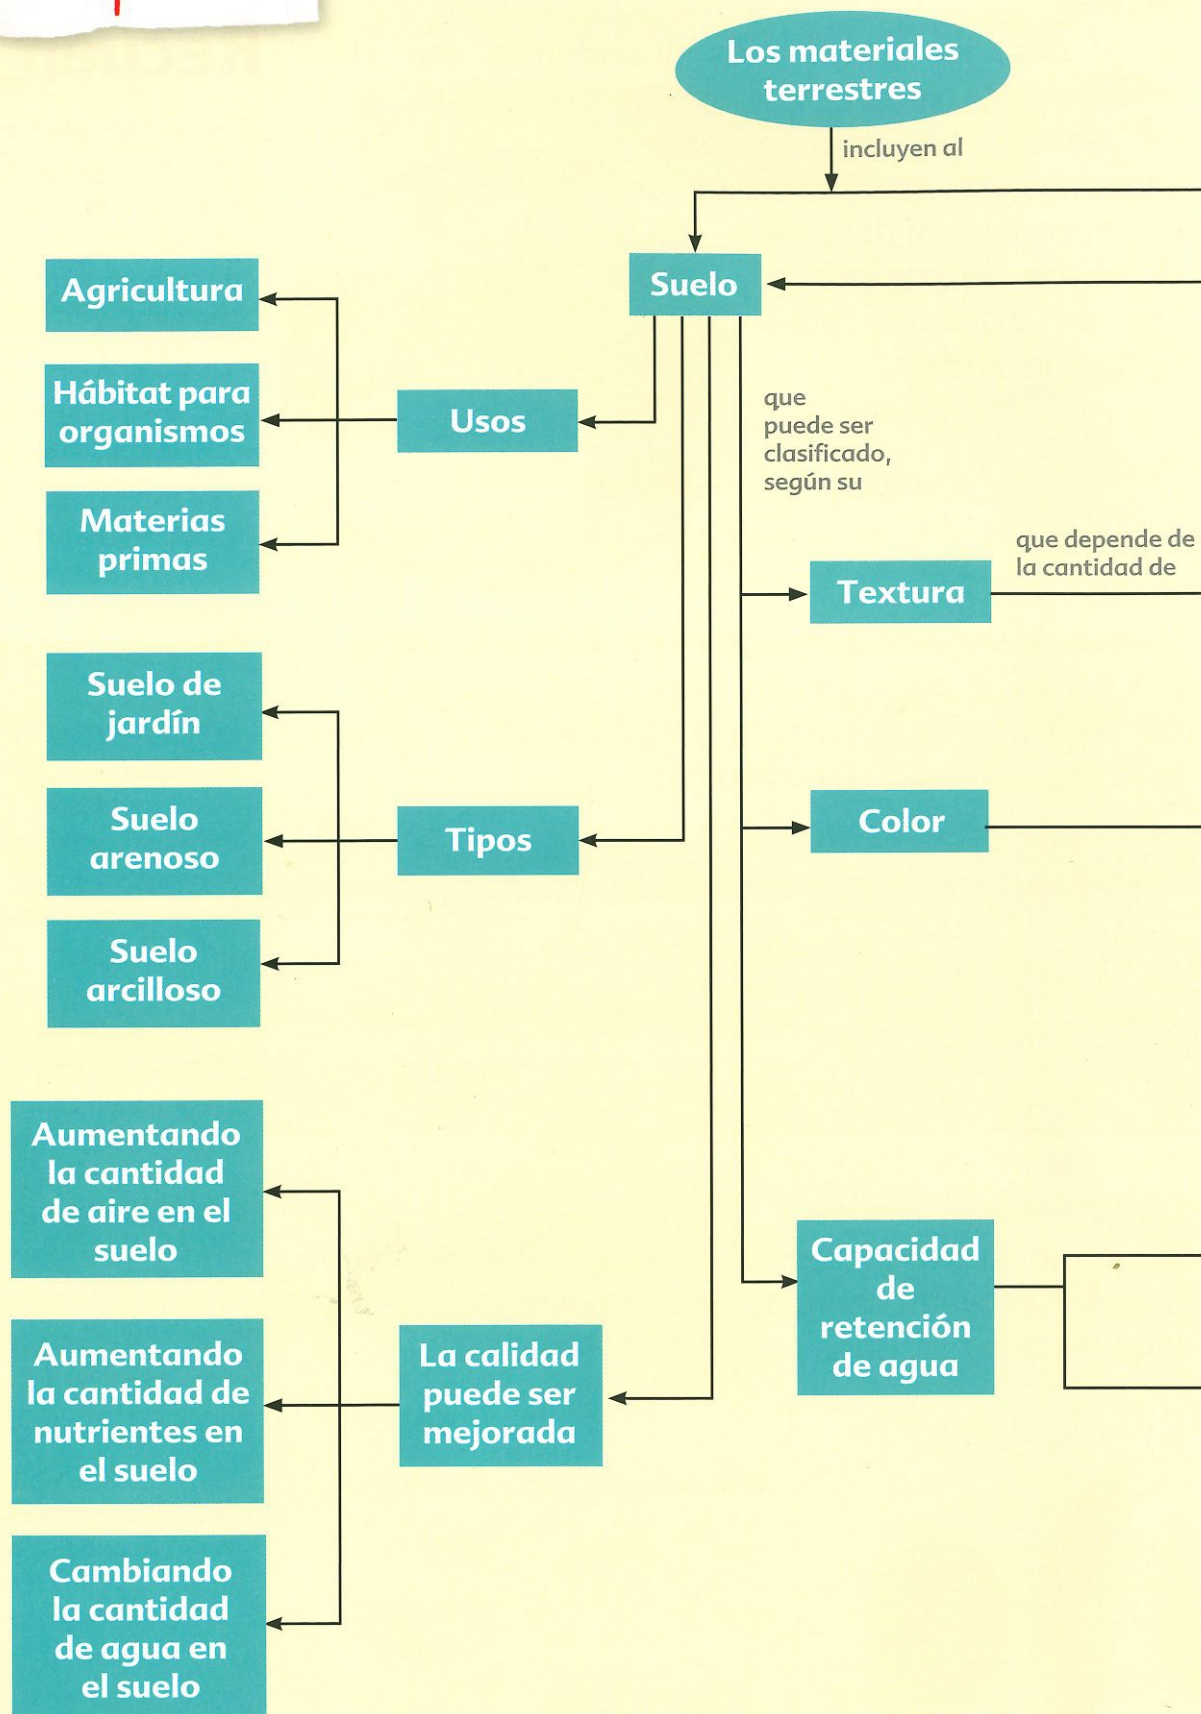 Los materiales
terrestres
incluyen al
Suelo
Agricultura
Hábitat para
organismos
Materias
primas
Usos
que
puede ser
clasificado,
según su
que depende de
la cantidad de
Textura
Suelo de
jardín
Suelo
arenoso
Suelo
arcilloso
Tipos
Color
Aumentando
la cantidad
de aire en el
suelo
Aumentando
la cantidad de
nutrientes en
el suelo
Cambiando
la cantidad
de agua en
el suelo
La calidad
puede ser
mejorada
Capacidad
de
retención
de agua